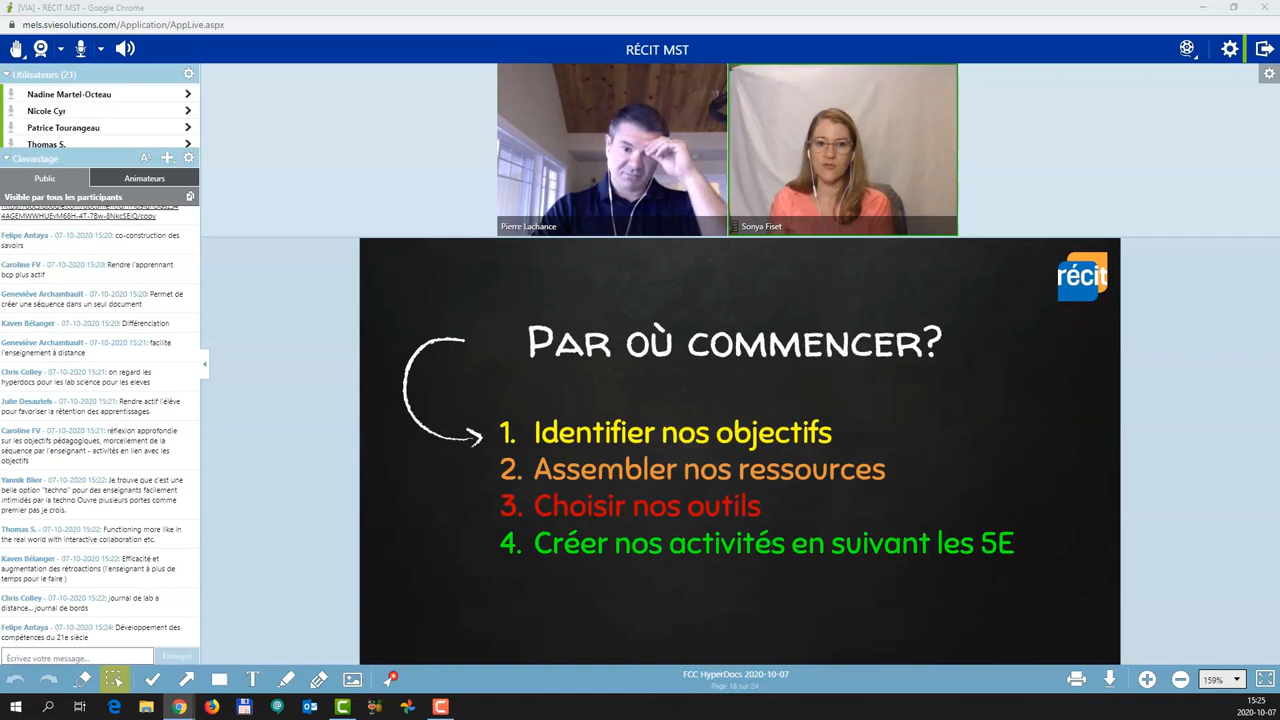 [VIA] - RÉCIT MST - Google Chrome
mels.sviesolutions.com/Application/AppLive.aspx
RÉCIT MST
Utilisateurs (21)
Nadine Martel-Octeau
Nicole Cyr
Patrice Tourangeau
Thomas S.
Clavardage
Public
Animateurs
Visible par tous les participants
Felipe Antaya - 07-10-2020 15:20: co-construction des
savoirs
Caroline FV - 07-10-2020 15:20: Rendre l'apprennant
bcp plus actif
Geneviève Archambault - 07-10-2020 15:20: Permet de
créer une séquence dans un seul document
Kaven Bélanger - 07-10-2020 15:20: Différenciation
Geneviève Archambault - 07-10-2020 15:21: facilite
l'enseignement à distance
Chris Colley - 07-10-2020 15:21: on regard les
hyperdocs pour les lab science pour les eleves
Julie Desautels - 07-10-2020 15:21: Rendre actif l'élève
pour favoriser la rétention des apprentissages.
Caroline FV - 07-10-2020 15:21: réflexion approfondie
sur les objectifs pédagogiques, morcellement de la
séquence par l'enseignant - activités en lien avec les
objectifs
Yannik Blier - 07-10-2020 15:22: Je trouve que c'est une
belle option "techno" pour des enseignants facilement
intimidés par la techno Ouvre plusieurs portes comme
premier pas je crois.
Thomas S. - 07-10-2020 15:22: Functioning more like in
the real world with interactive collaboration etc.
Kaven Bélanger - 07-10-2020 15:22: Efficacité et
augmentation des rétroactions (l'enseignant à plus de
temps pour le faire )
Chris Colley - 07-10-2020 15:22: journal de lab a
distance... journal de bords
Felipe Antaya - 07-10-2020 15:24: Développement des
compétences du 21e siècle
Écrivez votre message...
Envoyer
Pierre Lachance
Sonya Fiset
récit
Par où commencer?
1. Identifier nos objectifs
2. Assembler nos ressources
3. Choisir nos outils
4. Créer nos activités en suivant les 5E
FCC HyperDocs 2020-10-07
Page 18 sur 24
159%
15:25
2020-10-07